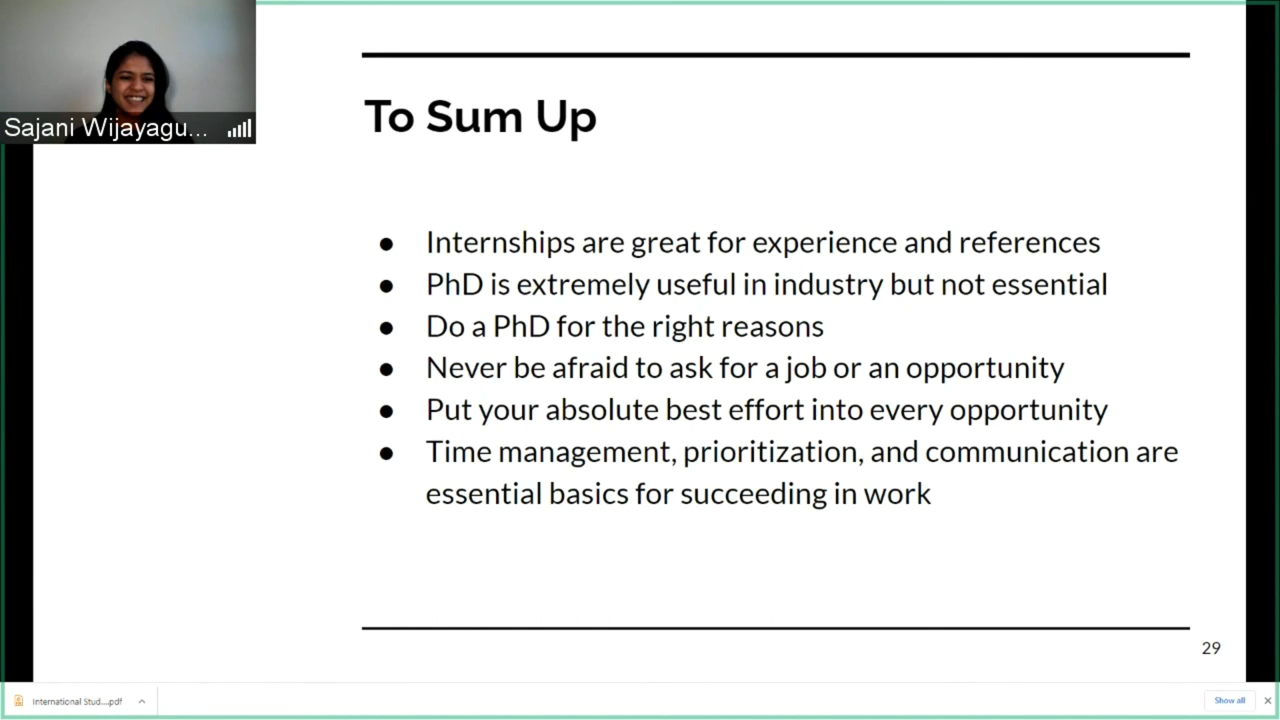 Sajani Wijayagu...
To Sum Up
● Internships are great for experience and references
● PhD is extremely useful in industry but not essential
● Do a PhD for the right reasons
● Never be afraid to ask for a job or an opportunity
● Put your absolute best effort into every opportunity
● Time management, prioritization, and communication are
essential basics for succeeding in work
29
International Stud....pdf
Show all